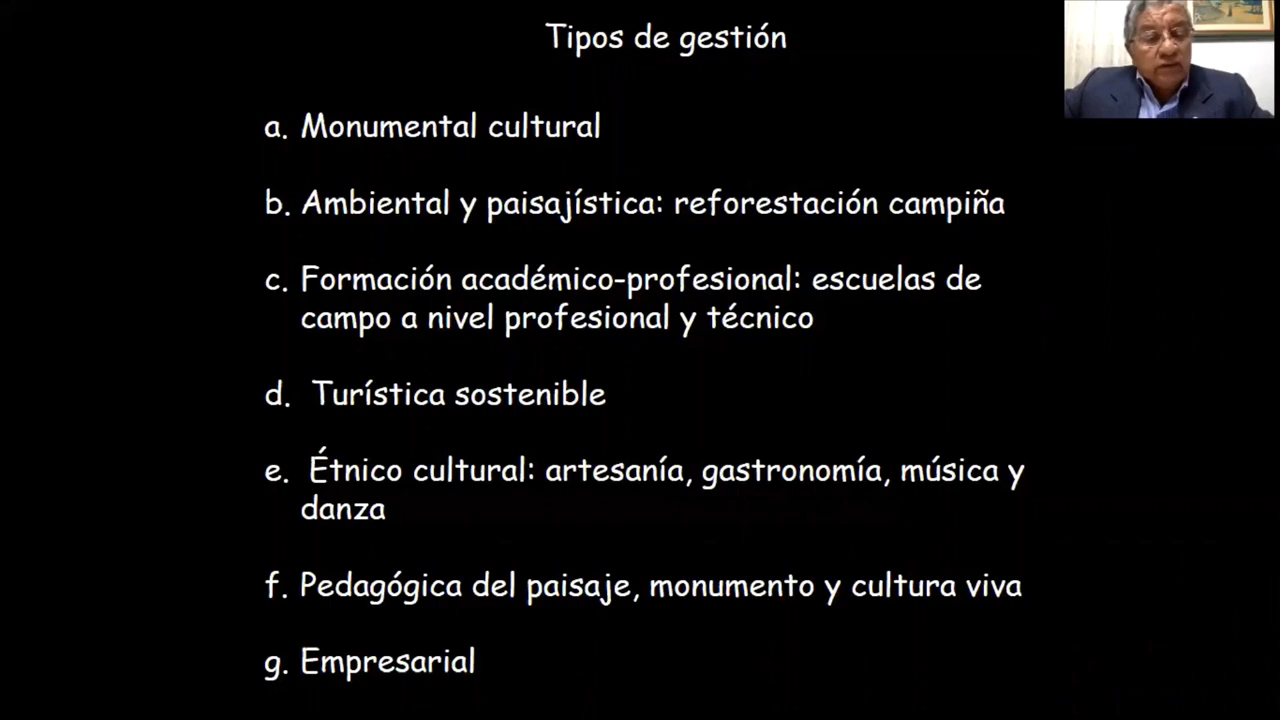 Tipos de gestión
a. Monumental cultural
b. Ambiental y paisajística: reforestación campiña
c. Formación académico-profesional: escuelas de
campo a nivel profesional y técnico
d. Turística sostenible
e. Étnico cultural: artesanía, gastronomía, música y
danza
f. Pedagógica del paisaje, monumento y cultura viva
g. Empresarial